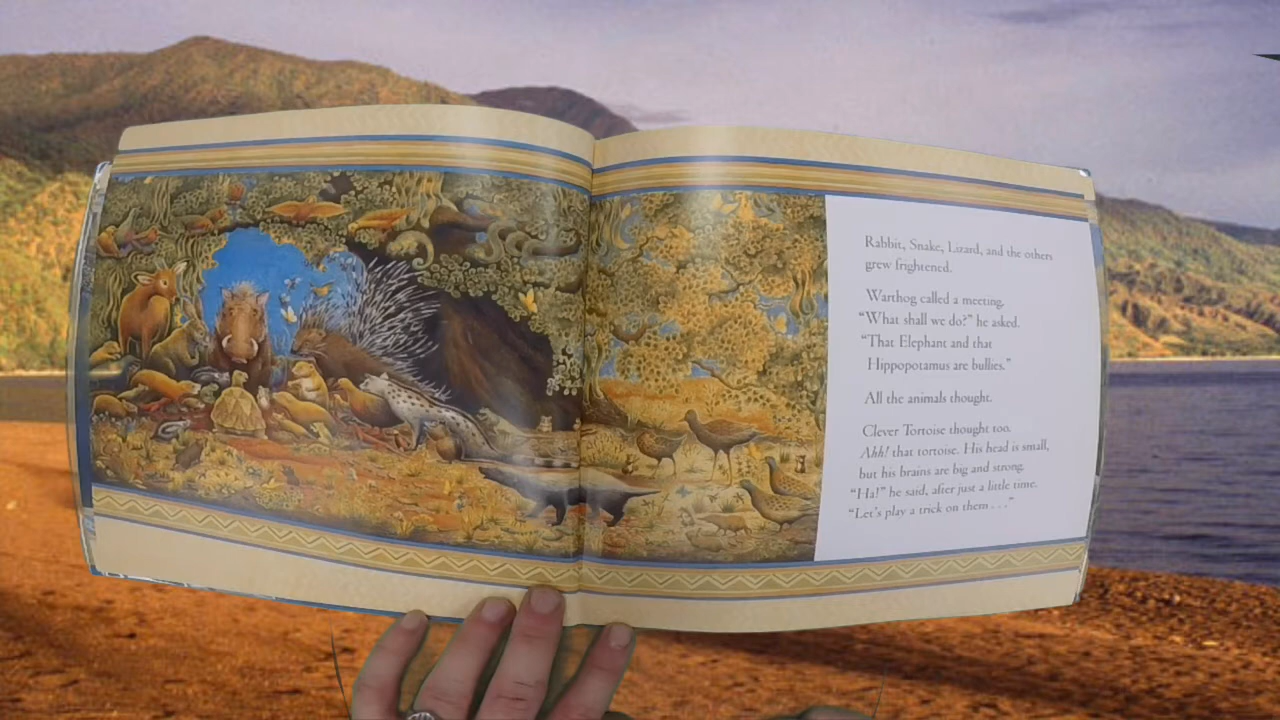 Rabbit, Snake, Lizard, and the others
grew frightened.
Warthog called a meeting.
“What shall we do?” he asked.
“That Elephant and that
Hippopotamus are bullies.”
All the animals thought.
Clever Tortoise thought too.
Ahh! that tortoise. His head is small,
but his brains are big and strong.
“Ha!” he said, after just a little time.
“Let’s play a trick on them . . .”